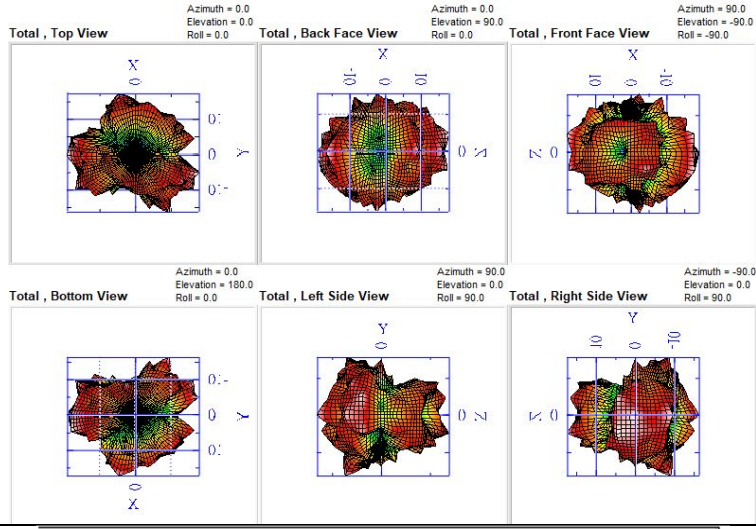 Azimuth = 0.0
Elevation = 0.0
Total , Top View Roll = 0.0
Azimuth = 0.0
Elevation = 90.0
Total , Back Face View Roll = 0.0
Azimuth = 90.0
Elevation = -90.0
Total , Front Face View Roll = -90.0
X
0
0
Y
X
-10
0
10
0
Z
X
10
0
-10
Z
0
Azimuth = 0.0
Elevation = 180.0
Total , Bottom View Roll = 0.0
Azimuth = 90.0
Elevation = 0.0
Total , Left Side View Roll = 90.0
Azimuth = -90.0
Elevation = 0.0
Total , Right Side View Roll = 90.0
0
Y
0
X
Y
0
0
Z
Y
10
0
-10
Z
0